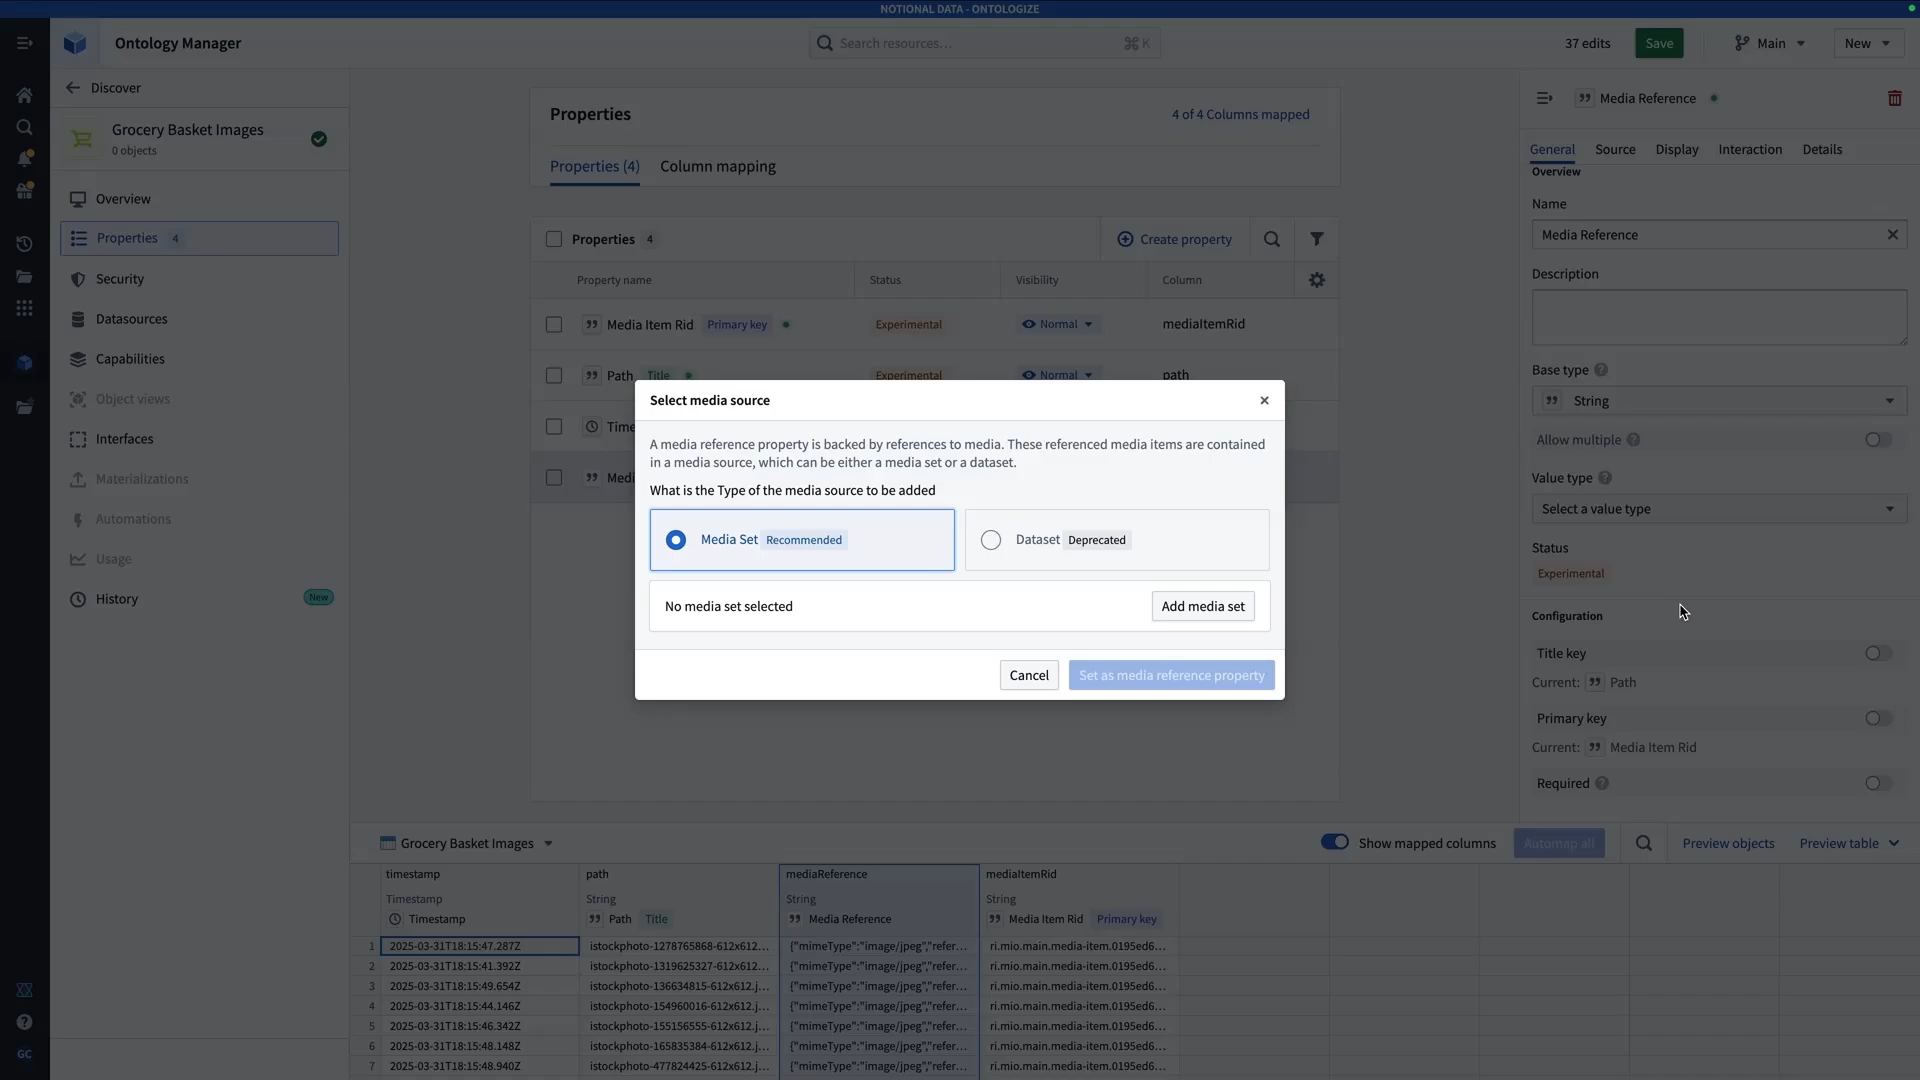 NOTIONAL DATA - ONTOLOGIZE
Ontology Manager
Search resources...
⌘ K
37 edits
Save
Main
New
Discover
Grocery Basket Images
0 objects
Overview
Properties 4
Security
Datasources
Capabilities
Object views
Interfaces
Materializations
Automations
Usage
History New
GC
Properties
4 of 4 Columns mapped
Properties (4) Column mapping
Properties 4
Create property
Property name Status Visibility Column
Media Item Rid Primary key Experimental Normal mediaItemRid
Path Title Experimental Normal path
Time
Medi
Select media source
A media reference property is backed by references to media. These referenced media items are contained
in a media source, which can be either a media set or a dataset.
What is the Type of the media source to be added
Media Set Recommended
Dataset Deprecated
No media set selected
Add media set
Cancel
Set as media reference property
Media Reference
General Source Display Interaction Details
Overview
Name
Media Reference
Description
Base type
String
Allow multiple
Value type
Select a value type
Status
Experimental
Configuration
Title key
Current: Path
Primary key
Current: Media Item Rid
Required
Grocery Basket Images
Show mapped columns
Automap all
Preview objects
Preview table
timestamp path mediaReference mediaItemRid
Timestamp String String String
Timestamp Path Title Media Reference Media Item Rid Primary key
1 2025-03-31T18:15:47.287Z istockphoto-1278765868-612x612... {"mimeType":"image/jpeg","refer... ri.mio.main.media-item.0195ed6...
2 2025-03-31T18:15:41.392Z istockphoto-1319625327-612x612... {"mimeType":"image/jpeg","refer... ri.mio.main.media-item.0195ed6...
3 2025-03-31T18:15:49.654Z istockphoto-136634815-612x612.j... {"mimeType":"image/jpeg","refer... ri.mio.main.media-item.0195ed6...
4 2025-03-31T18:15:44.146Z istockphoto-154960016-612x612.j... {"mimeType":"image/jpeg","refer... ri.mio.main.media-item.0195ed6...
5 2025-03-31T18:15:46.342Z istockphoto-155156555-612x612.j... {"mimeType":"image/jpeg","refer... ri.mio.main.media-item.0195ed6...
6 2025-03-31T18:15:48.148Z istockphoto-165835384-612x612.j... {"mimeType":"image/jpeg","refer... ri.mio.main.media-item.0195ed6...
7 2025-03-31T18:15:48.940Z istockphoto-477824425-612x612.j... {"mimeType":"image/jpeg","refer... ri.mio.main.media-item.0195ed6...